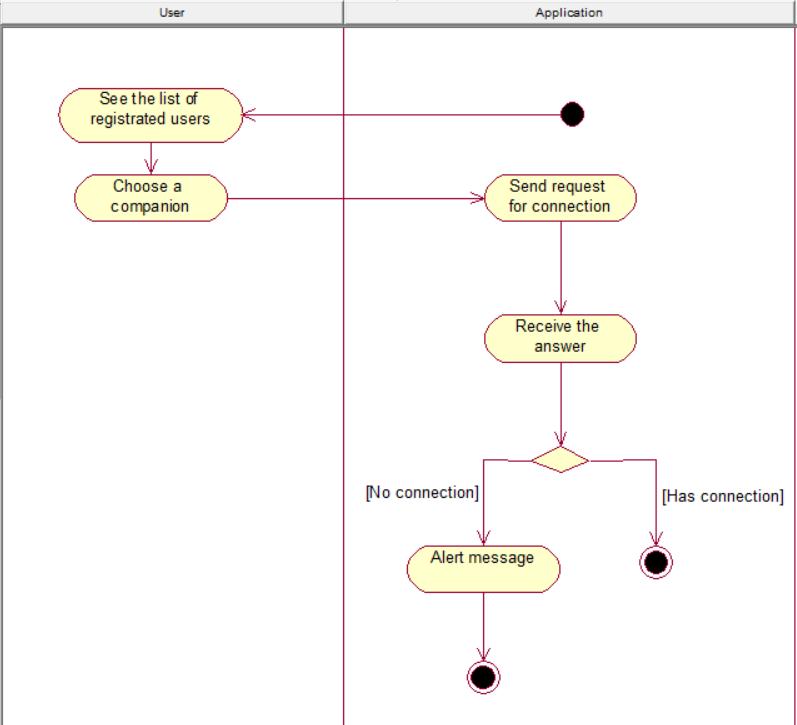 User
Application
See the list of
registrated users
Choose a
companion
Send request
for connection
Receive the
answer
[No connection]
[Has connection]
Alert message